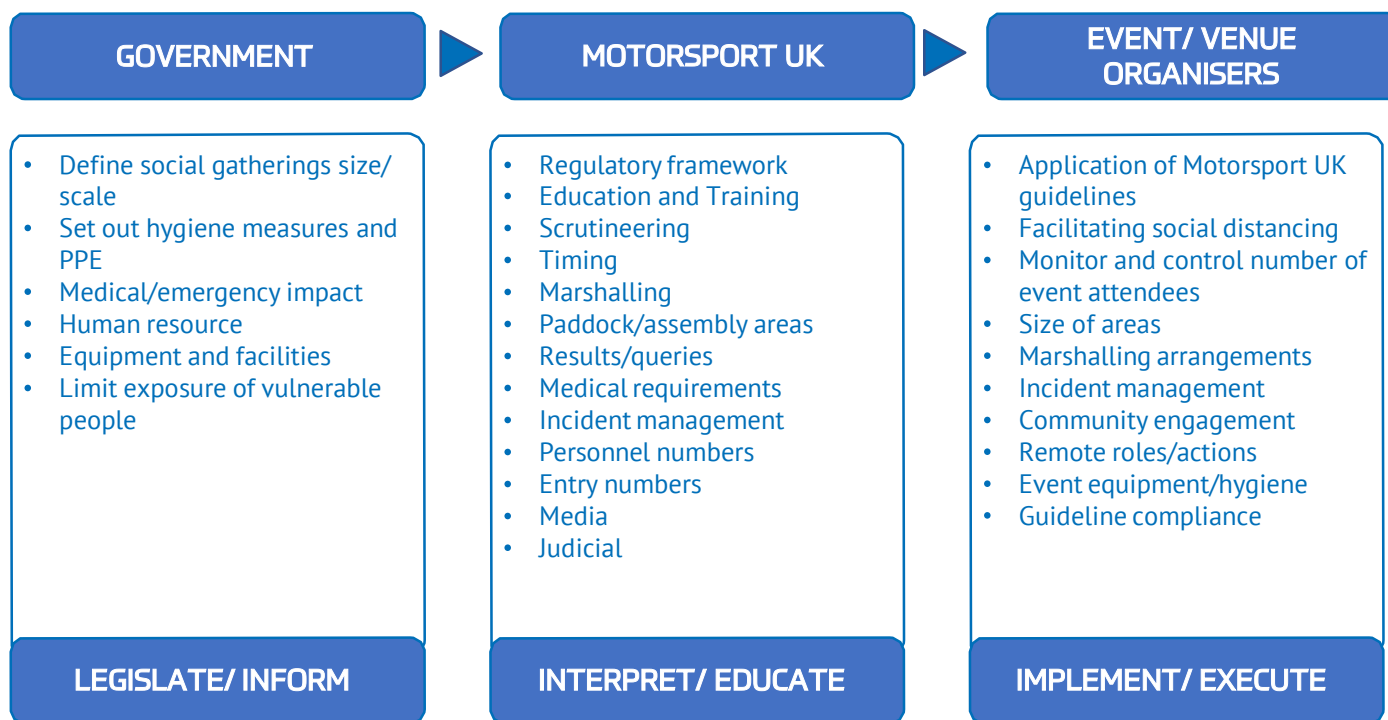 GOVERNMENT
MOTORSPORT UK
EVENT/ VENUE
ORGANISERS
• Define social gatherings size/
scale
• Set out hygiene measures and
PPE
• Medical/emergency impact
• Human resource
• Equipment and facilities
• Limit exposure of vulnerable
people
LEGISLATE/ INFORM
• Regulatory framework
• Education and Training
• Scrutineering
• Timing
• Marshalling
• Paddock/assembly areas
• Results/queries
• Medical requirements
• Incident management
• Personnel numbers
• Entry numbers
• Media
• Judicial
INTERPRET/ EDUCATE
• Application of Motorsport UK
guidelines
• Facilitating social distancing
• Monitor and control number of
event attendees
• Size of areas
• Marshalling arrangements
• Incident management
• Community engagement
• Remote roles/actions
• Event equipment/hygiene
• Guideline compliance
IMPLEMENT/ EXECUTE